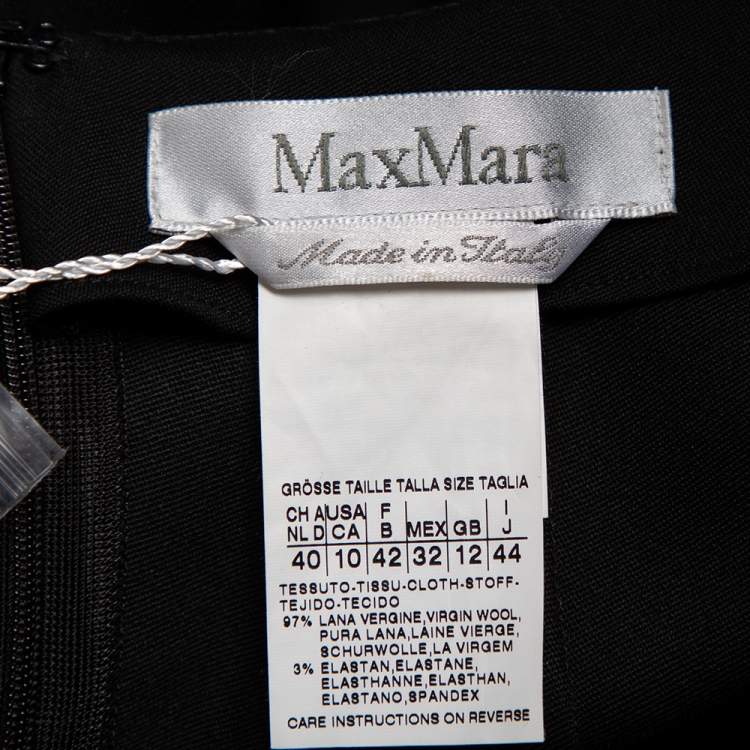 MaxMara
Made in Italy
GRÖSSE TAILLE TALLA SIZE TAGLIA
CH A USA F I
NL D CA B MEX GB J
40 10 42 32 12 44
TESSUTO-TISSU-CLOTH-STOFF-
TEJIDO-TECIDO
97% LANA VERGINE,VIRGIN WOOL,
PURA LANA,LAINE VIERGE,
SCHURWOLLE,LA VIRGEM
3% ELASTAN,ELASTANE,
ELASTHANNE,ELASTHAN,
ELASTANO,SPANDEX
CARE INSTRUCTIONS ON REVERSE